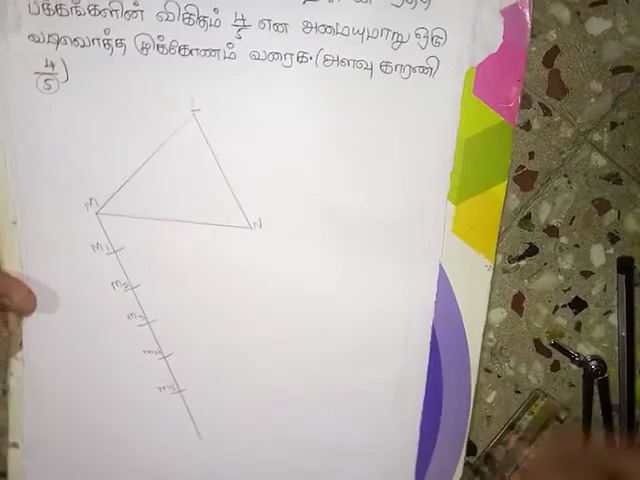 பக்கங்களின் விகிதம் 4/5 என அமையுமாறு ஒரு
வடிவொத்த முக்கோணம் வரைக. (அளவு காரணி
4/5)
L
M
N
M1
M2
M3
M4
M5